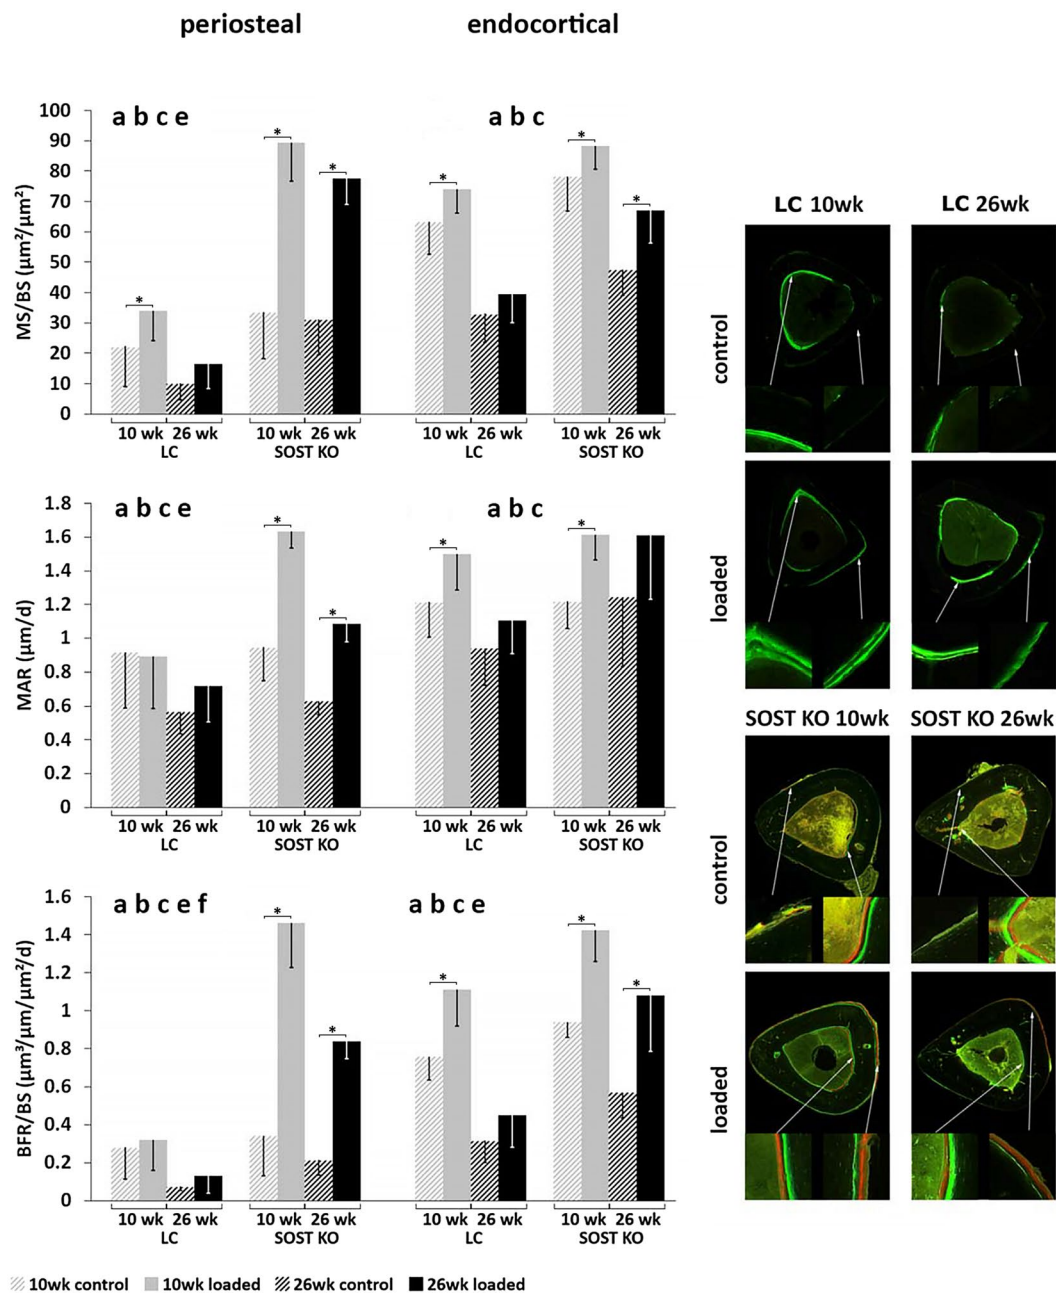 periosteal endocortical
a b c e a b c
MS/BS (µm²/µm²)
100
90
80
70
60
50
40
30
20
10
0
* * * * * *
10 wk 26 wk 10 wk 26 wk 10 wk 26 wk 10 wk 26 wk
LC SOST KO LC SOST KO
a b c e a b c
MAR (µm/d)
1.8
1.6
1.4
1.2
1
0.8
0.6
0.4
0.2
0
* * * *
10 wk 26 wk 10 wk 26 wk 10 wk 26 wk 10 wk 26 wk
LC SOST KO LC SOST KO
a b c e f a b c e
BFR/BS (µm³/µm/µm²/d)
1.6
1.4
1.2
1
0.8
0.6
0.4
0.2
0
* * * * *
10 wk 26 wk 10 wk 26 wk 10 wk 26 wk 10 wk 26 wk
LC SOST KO LC SOST KO
10wk control 10wk loaded 26wk control 26wk loaded
LC 10wk LC 26wk
control
loaded
SOST KO 10wk SOST KO 26wk
control
loaded